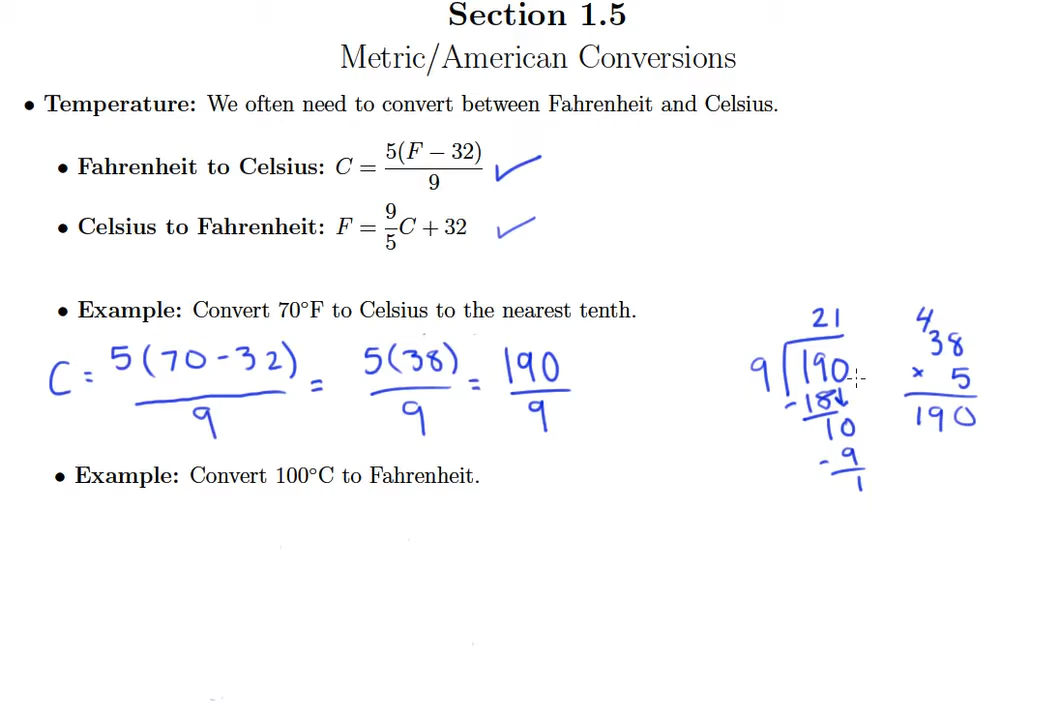 Section 1.5
Metric/American Conversions
• Temperature: We often need to convert between Fahrenheit and Celsius.
• Fahrenheit to Celsius: C = 5(F − 32)/9
• Celsius to Fahrenheit: F = 9/5 C + 32
• Example: Convert 70°F to Celsius to the nearest tenth.
C = 5(70-32)/9 = 5(38)/9 = 190/9
21
9 190
-18↓
10
-9
1
4
38
× 5
190
• Example: Convert 100°C to Fahrenheit.